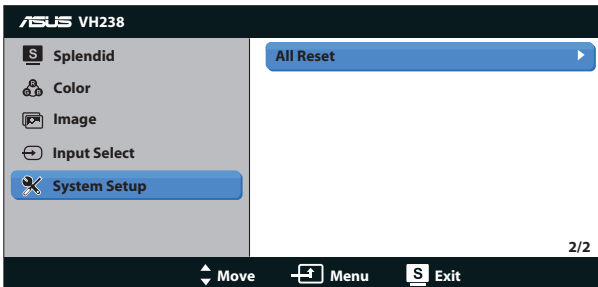 ASUS VH238
S Splendid
Color
Image
Input Select
System Setup
All Reset
2/2
Move Menu S Exit